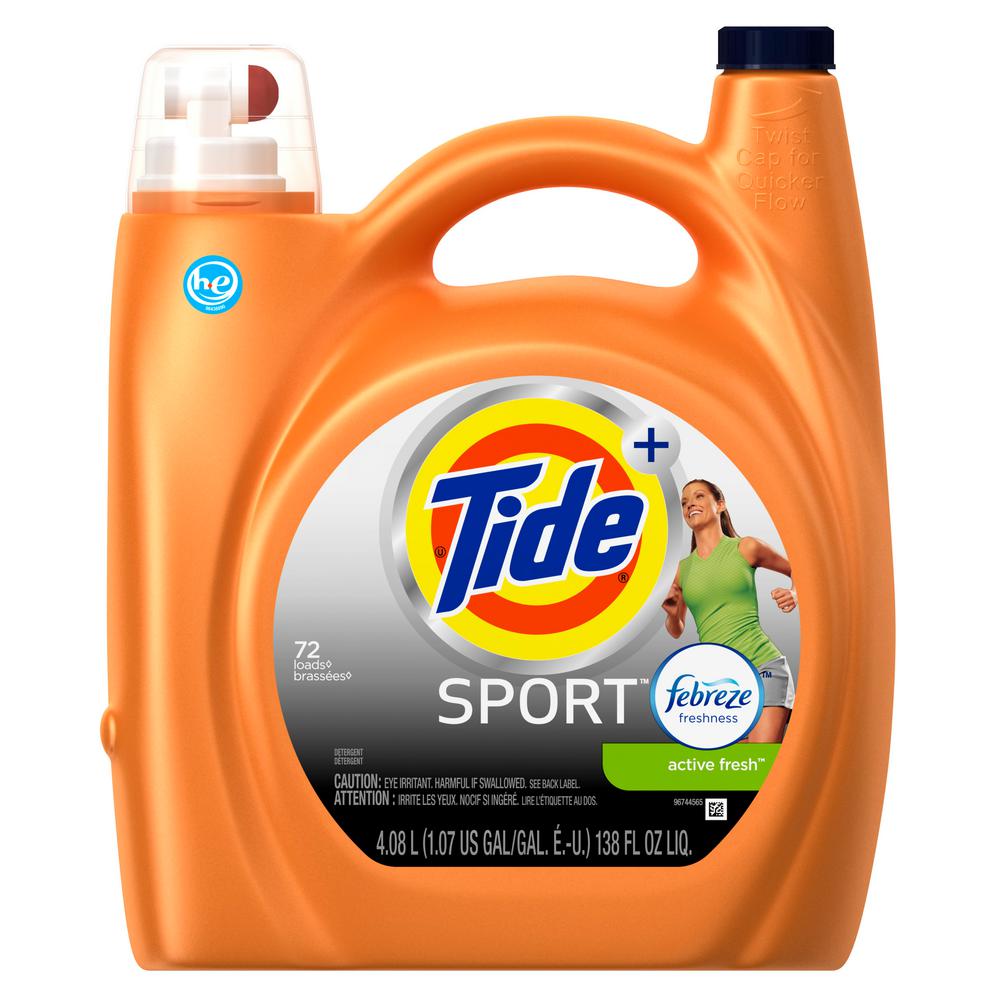 Twist
Cap for
Quicker
Flow
he
+
Tide®
72
loads◊
brassées◊
SPORT™
febreze™
freshness
active fresh™
DETERGENT
DÉTERGENT
CAUTION: EYE IRRITANT. HARMFUL IF SWALLOWED. SEE BACK LABEL.
ATTENTION : IRRITE LES YEUX. NOCIF SI INGÉRÉ. LIRE L'ÉTIQUETTE AU DOS.
96744565
4.08 L (1.07 US GAL/GAL. É.-U.) 138 FL OZ LIQ.